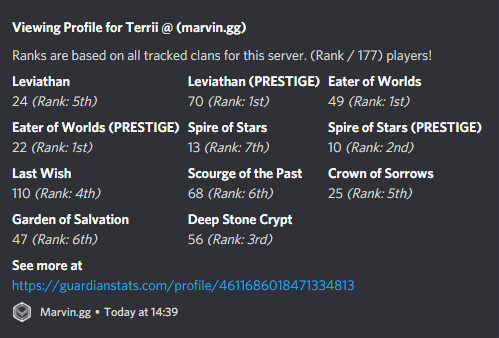 Viewing Profile for Terrii @ (marvin.gg)
Ranks are based on all tracked clans for this server. (Rank / 177) players!
Leviathan Leviathan (PRESTIGE) Eater of Worlds
24 (Rank: 5th) 70 (Rank: 1st) 49 (Rank: 1st)
Eater of Worlds (PRESTIGE) Spire of Stars Spire of Stars (PRESTIGE)
22 (Rank: 1st) 13 (Rank: 7th) 10 (Rank: 2nd)
Last Wish Scourge of the Past Crown of Sorrows
110 (Rank: 4th) 68 (Rank: 6th) 25 (Rank: 5th)
Garden of Salvation Deep Stone Crypt
47 (Rank: 6th) 56 (Rank: 3rd)
See more at
https://guardianstats.com/profile/4611686018471334813
Marvin.gg • Today at 14:39